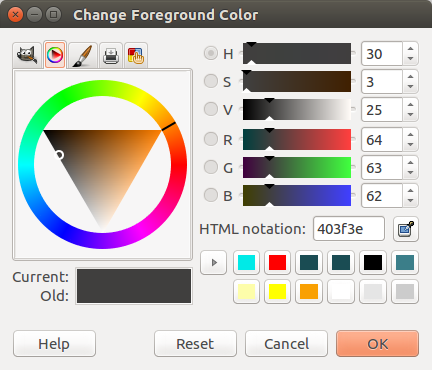 Change Foreground Color
H 30
S 3
V 25
R 64
G 63
B 62
HTML notation: 403f3e
Current:
Old:
Help Reset Cancel OK